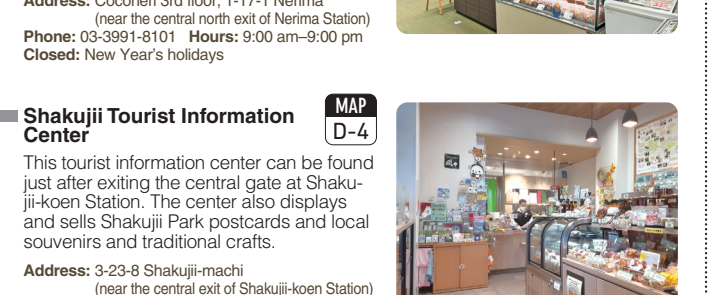 Address: Coconeri 3rd floor, 1-17-1 Nerima
(near the central north exit of Nerima Station)
Phone: 03-3991-8101 Hours: 9:00 am–9:00 pm
Closed: New Year's holidays
Shakujii Tourist Information
Center
MAP
D-4
This tourist information center can be found
just after exiting the central gate at Shaku-
jii-koen Station. The center also displays
and sells Shakujii Park postcards and local
souvenirs and traditional crafts.
Address: 3-23-8 Shakujii-machi
(near the central exit of Shakujii-koen Station)